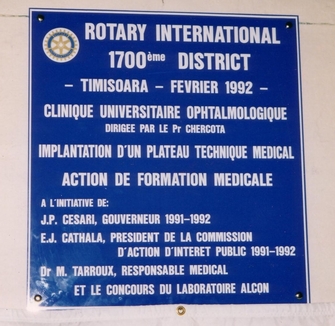 ROTARY INTERNATIONAL
1700ème DISTRICT
- TIMISOARA - FEVRIER 1992 -
CLINIQUE UNIVERSITAIRE OPHTALMOLOGIQUE
DIRIGEE PAR LE Pr CHERCOTA
IMPLANTATION D'UN PLATEAU TECHNIQUE MEDICAL
ACTION DE FORMATION MEDICALE
A L'INITIATIVE DE:
J.P. CESARI, GOUVERNEUR 1991-1992
E.J. CATHALA, PRESIDENT DE LA COMMISSION
D'ACTION D'INTERET PUBLIC 1991-1992
Dr M. TARROUX, RESPONSABLE MEDICAL
ET LE CONCOURS DU LABORATOIRE ALCON